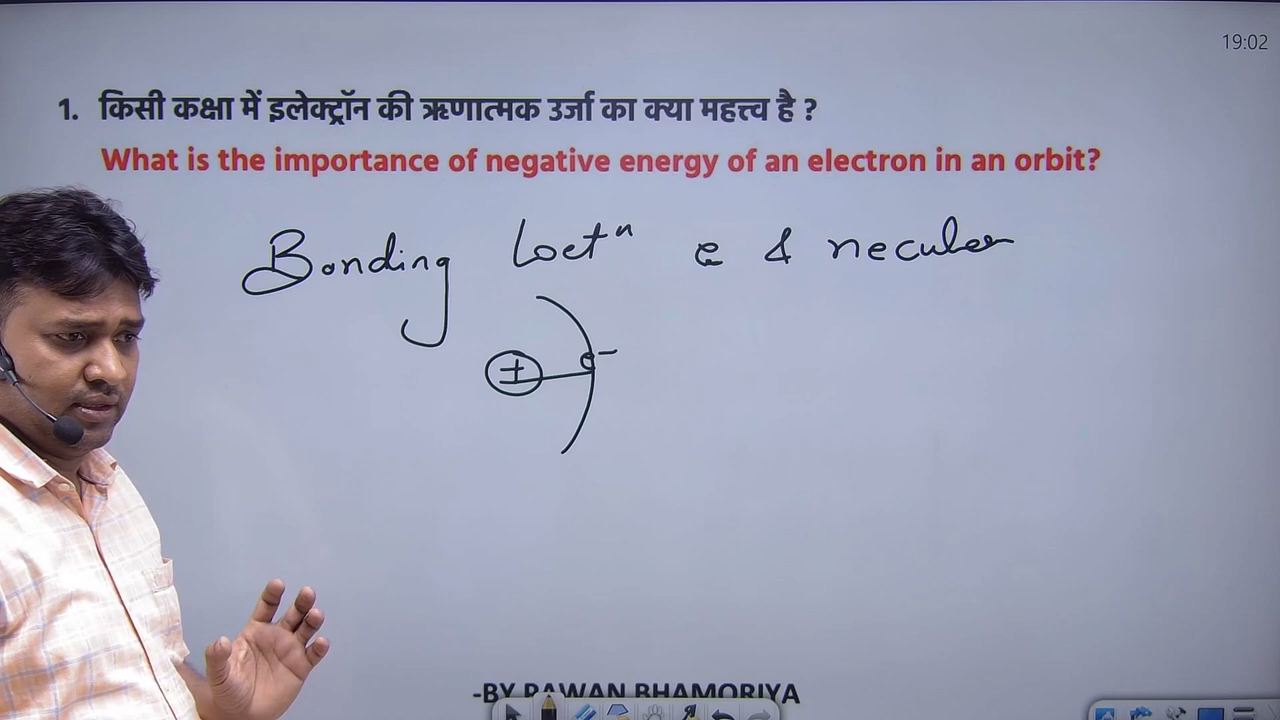 19:02
1. किसी कक्षा में इलेक्ट्रॉन की ऋणात्मक उर्जा का क्या महत्त्व है ?
What is the importance of negative energy of an electron in an orbit?
Bonding betⁿ e & neculer
+ e-
-BY PAWAN BHAMORIYA